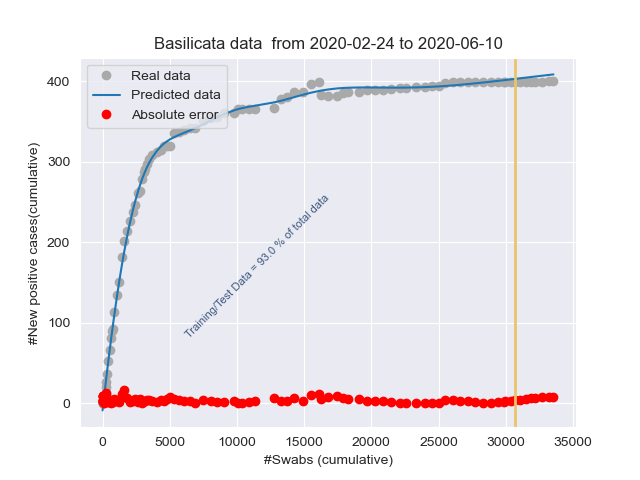 Basilicata data  from 2020-02-24 to 2020-06-10
Real data
Predicted data
Absolute error
400
300
200
100
0
#New positive cases(cumulative)
Training/Test Data = 93.0 % of total data
0
5000
10000
15000
20000
25000
30000
35000
#Swabs (cumulative)